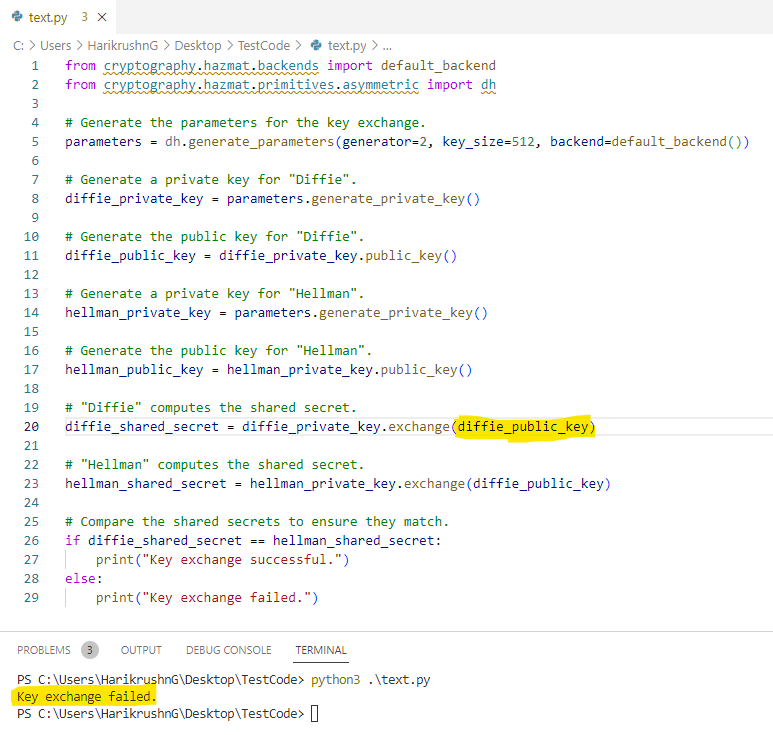 text.py 3 ×
C: > Users > HarikrushnG > Desktop > TestCode > text.py > ...
1 from cryptography.hazmat.backends import default_backend
2 from cryptography.hazmat.primitives.asymmetric import dh
3
4 # Generate the parameters for the key exchange.
5 parameters = dh.generate_parameters(generator=2, key_size=512, backend=default_backend())
6
7 # Generate a private key for "Diffie".
8 diffie_private_key = parameters.generate_private_key()
9
10 # Generate the public key for "Diffie".
11 diffie_public_key = diffie_private_key.public_key()
12
13 # Generate a private key for "Hellman".
14 hellman_private_key = parameters.generate_private_key()
15
16 # Generate the public key for "Hellman".
17 hellman_public_key = hellman_private_key.public_key()
18
19 # "Diffie" computes the shared secret.
20 diffie_shared_secret = diffie_private_key.exchange(diffie_public_key)
21
22 # "Hellman" computes the shared secret.
23 hellman_shared_secret = hellman_private_key.exchange(diffie_public_key)
24
25 # Compare the shared secrets to ensure they match.
26 if diffie_shared_secret == hellman_shared_secret:
27     print("Key exchange successful.")
28 else:
29     print("Key exchange failed.")
PROBLEMS 3 OUTPUT DEBUG CONSOLE TERMINAL
PS C:\Users\HarikrushnG\Desktop\TestCode> python3 .\text.py
Key exchange failed.
PS C:\Users\HarikrushnG\Desktop\TestCode>